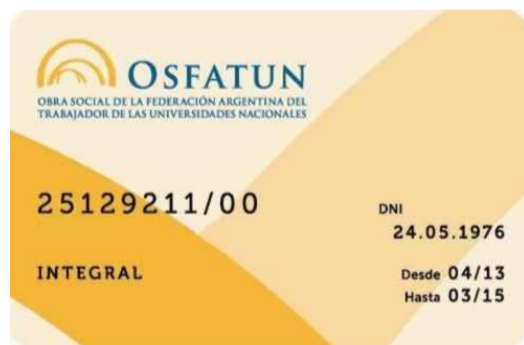 OSFATUN
OBRA SOCIAL DE LA FEDERACIÓN ARGENTINA DEL
TRABAJADOR DE LAS UNIVERSIDADES NACIONALES
25129211/00
DNI
24.05.1976
INTEGRAL
Desde 04/13
Hasta 03/15